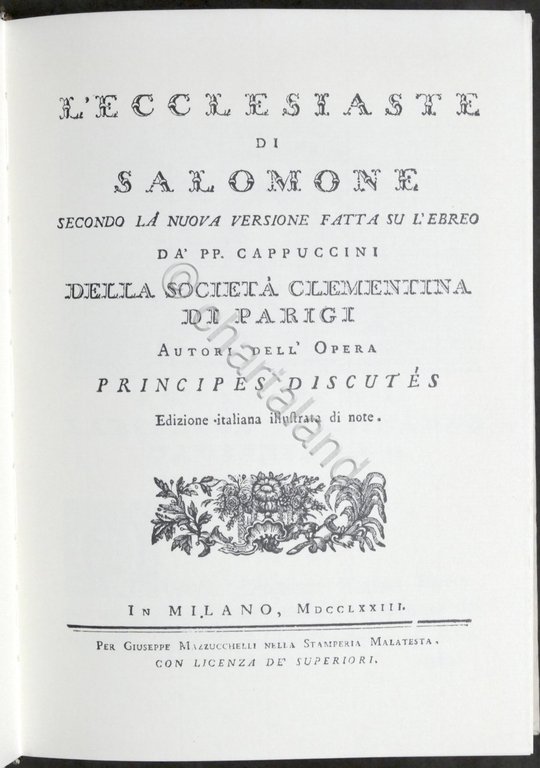 L'ECCLESIASTE
DI
SALOMONE
SECONDO LA NUOVA VERSIONE FATTA SU L'EBREO
DA' PP. CAPPUCCINI
DELLA SOCIETÀ CLEMENTINA
DI PARIGI
AUTORI DELL' OPERA
PRINCIPES DISCUTÉS
Edizione italiana illuſtrata di note.
IN MILANO, MDCCLXXIII.
PER GIUSEPPE MAZZUCCHELLI NELLA STAMPERIA MALATESTA.
CON LICENZA DE' SUPERIORI.
© chartaland